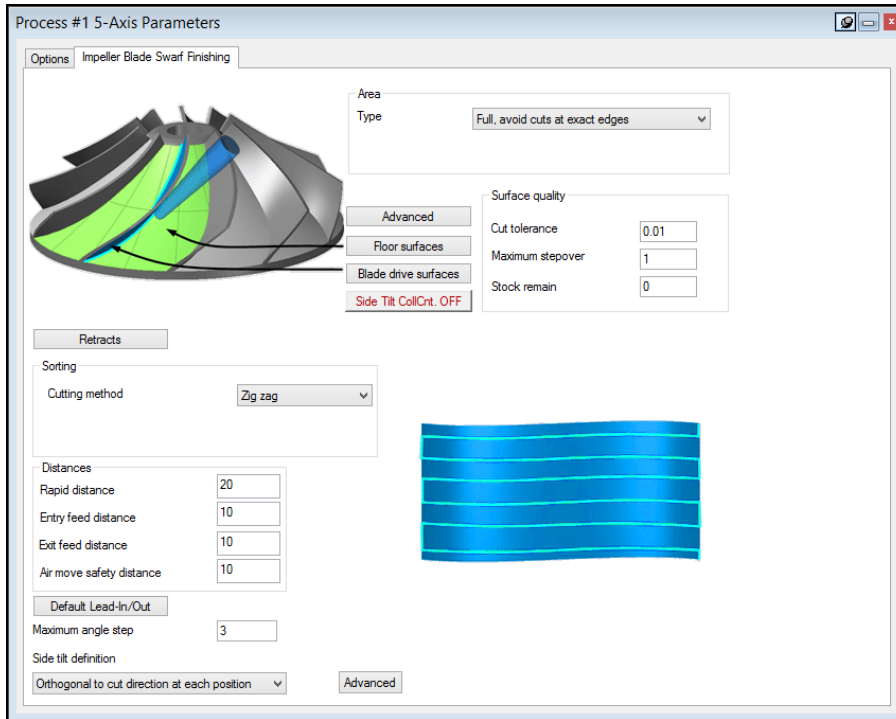 Process #1 5-Axis Parameters
Options
Impeller Blade Swarf Finishing
Area
Type
Full, avoid cuts at exact edges
Advanced
Floor surfaces
Blade drive surfaces
Side Tilt CollCnt. OFF
Surface quality
Cut tolerance
0.01
Maximum stepover
1
Stock remain
0
Retracts
Sorting
Cutting method
Zig zag
Distances
Rapid distance
20
Entry feed distance
10
Exit feed distance
10
Air move safety distance
10
Default Lead-In/Out
Maximum angle step
3
Side tilt definition
Orthogonal to cut direction at each position
Advanced